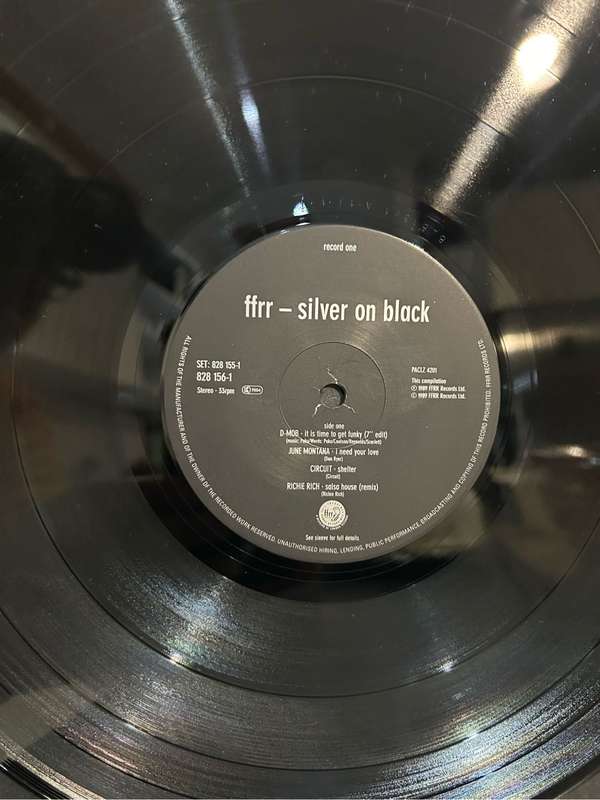 record one
ffrr – silver on black
SET: 828 155-1
828 156-1
Stereo - 33rpm
PACLZ 4201
This compilation
℗ 1989 FFRR Records Ltd.
© 1989 FFRR Records Ltd.
side one
D-MOB - it is time to get funky (7" edit)
JUNE MONTANA - i need your love
CIRCUIT - shelter
(Circuit)
RICHIE RICH - salsa house (remix)
(Richie Rich)
ffrr
See sleeve for full details
ALL RIGHTS OF THE MANUFACTURER AND OF THE OWNER OF THE RECORDED WORK RESERVED. UNAUTHORISED HIRING, LENDING, PUBLIC PERFORMANCE, BROADCASTING AND COPYING OF THIS RECORD PROHIBITED. FFRR RECORDS LTD.